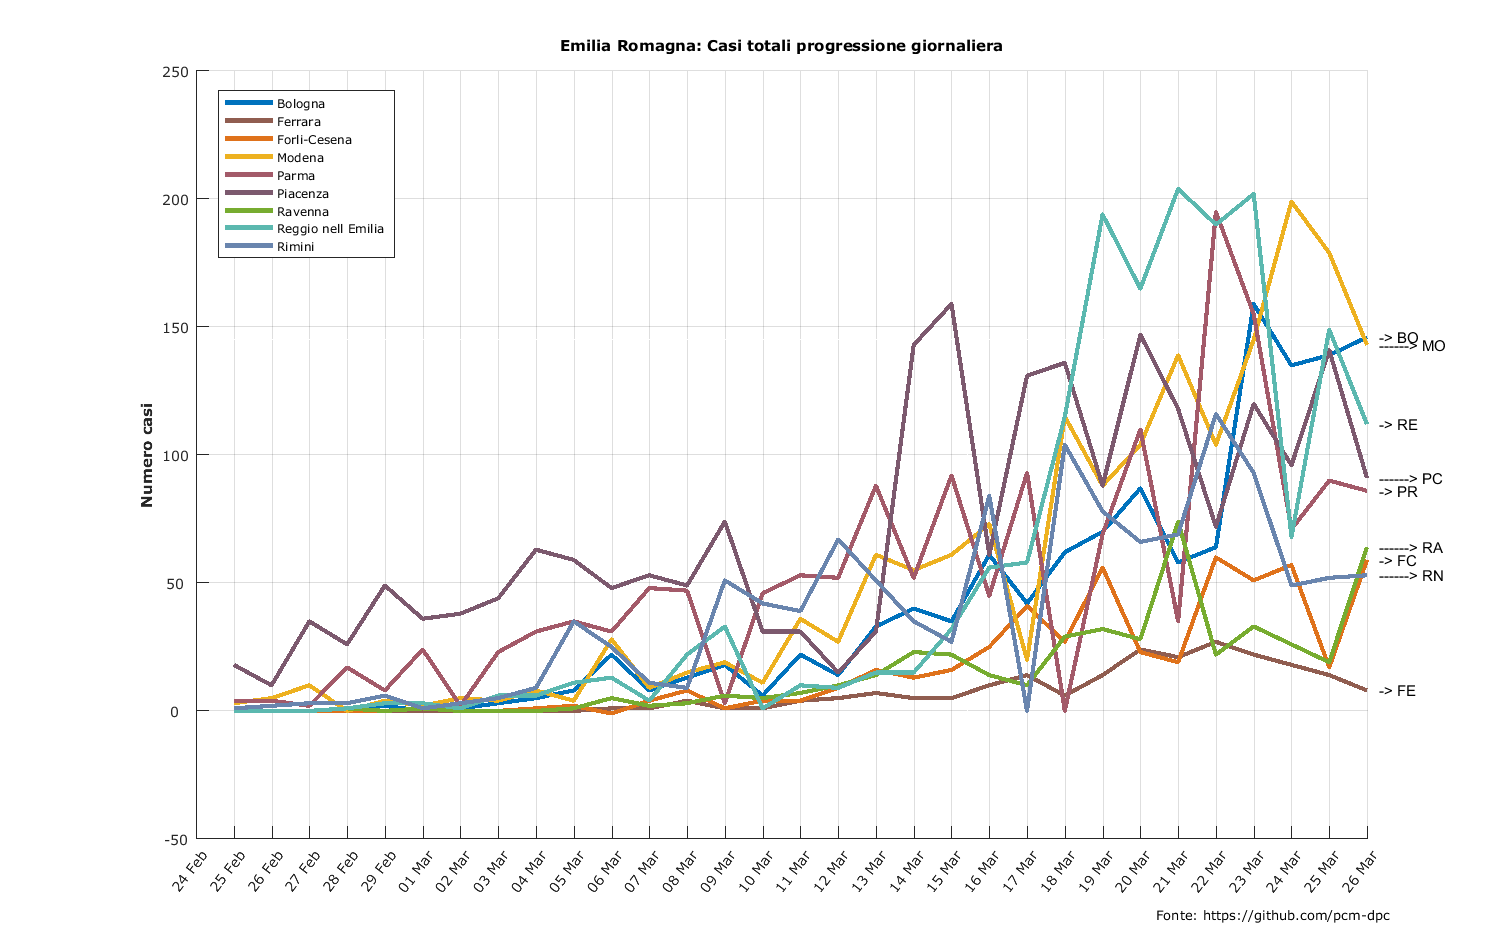 Emilia Romagna: Casi totali progressione giornaliera
250
200
150
100
50
0
-50
Numero casi
Bologna
Ferrara
Forli-Cesena
Modena
Parma
Piacenza
Ravenna
Reggio nell Emilia
Rimini
-> BO
------> MO
-> RE
------> PC
-> PR
------> RA
-> FC
------> RN
-> FE
24 Feb
25 Feb
26 Feb
27 Feb
28 Feb
29 Feb
01 Mar
02 Mar
03 Mar
04 Mar
05 Mar
06 Mar
07 Mar
08 Mar
09 Mar
10 Mar
11 Mar
12 Mar
13 Mar
14 Mar
15 Mar
16 Mar
17 Mar
18 Mar
19 Mar
20 Mar
21 Mar
22 Mar
23 Mar
24 Mar
25 Mar
26 Mar
Fonte: https://github.com/pcm-dpc